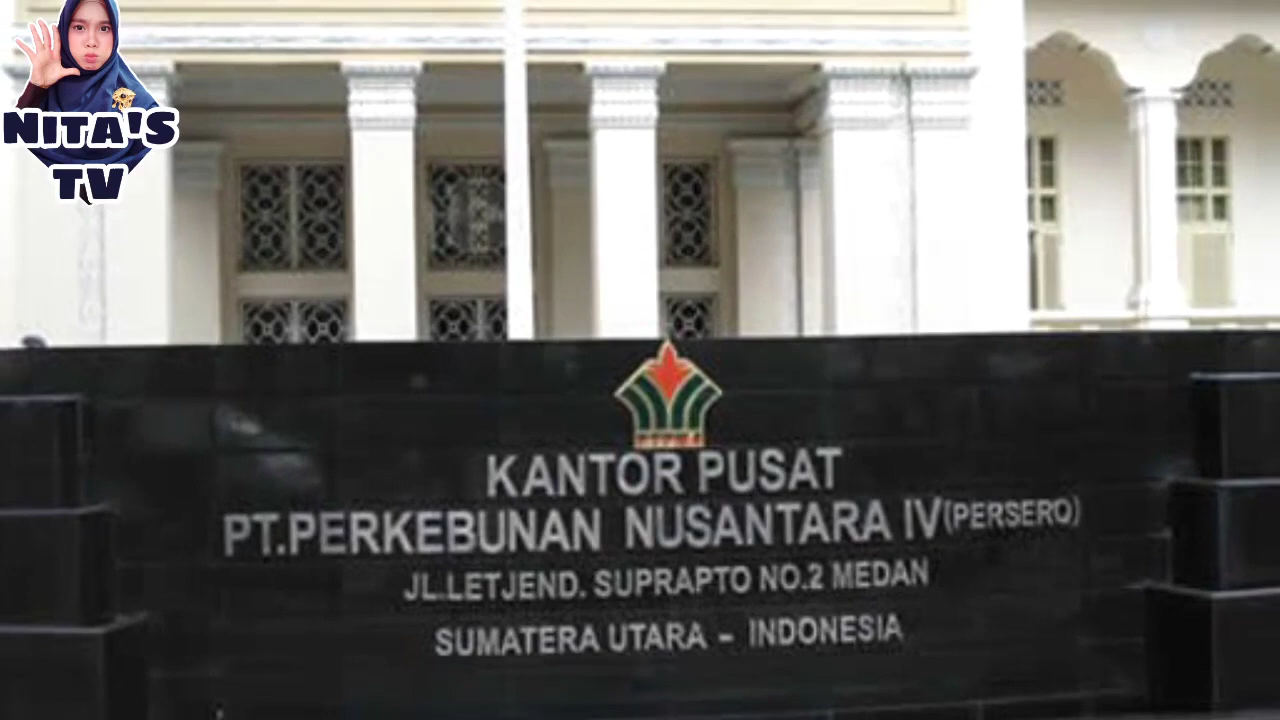 NITA'S
TV
KANTOR PUSAT
PT.PERKEBUNAN NUSANTARA IV (PERSERO)
JL.LETJEND. SUPRAPTO NO.2 MEDAN
SUMATERA UTARA – INDONESIA